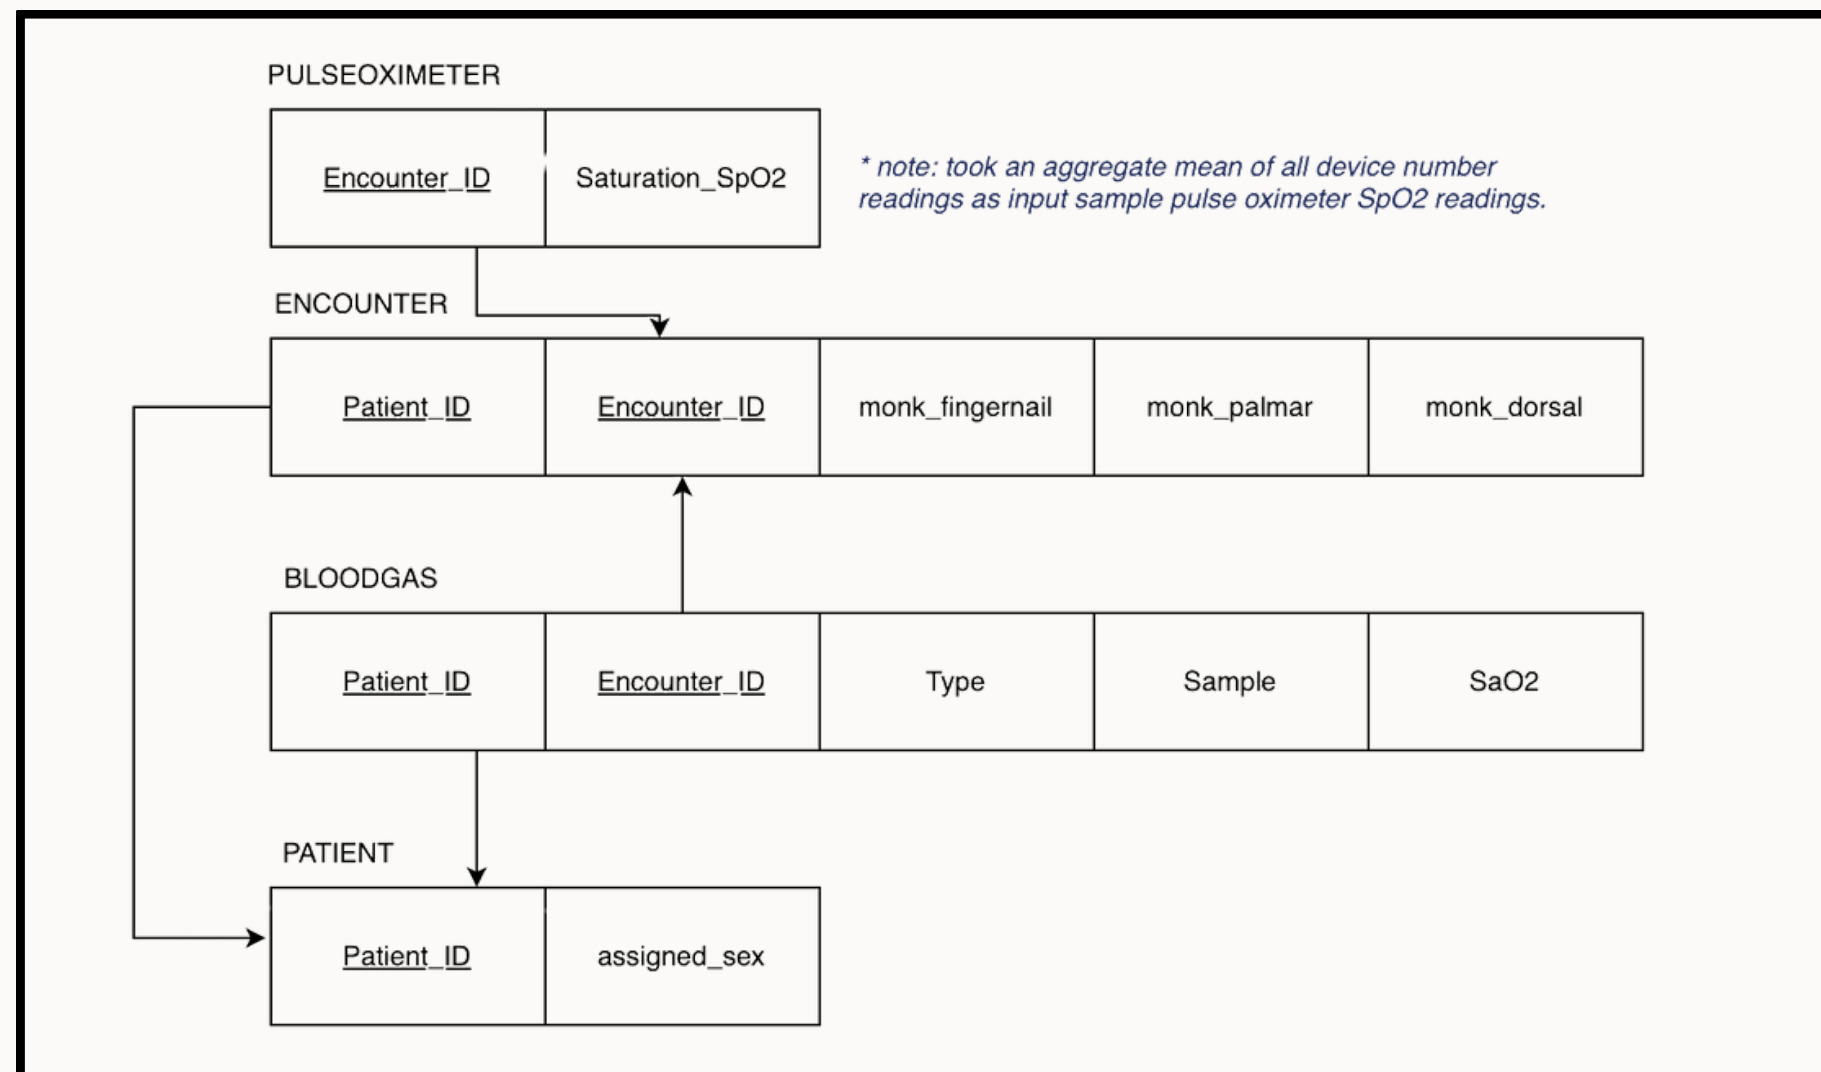 PULSEOXIMETER
Encounter_ID Saturation_SpO2
* note: took an aggregate mean of all device number
readings as input sample pulse oximeter SpO2 readings.
ENCOUNTER
Patient_ID Encounter_ID monk_fingernail monk_palmar monk_dorsal
BLOODGAS
Patient_ID Encounter_ID Type Sample SaO2
PATIENT
Patient_ID assigned_sex